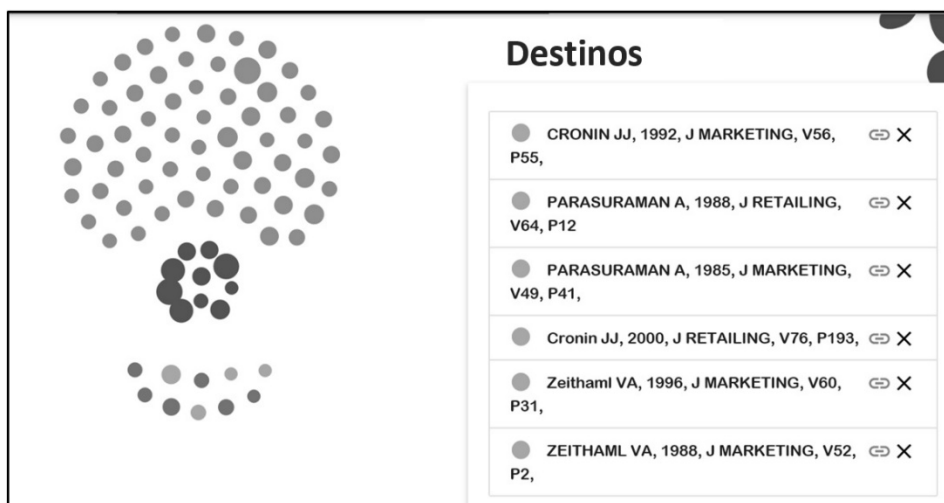 Destinos
CRONIN JJ, 1992, J MARKETING, V56,
P55,
PARASURAMAN A, 1988, J RETAILING,
V64, P12
PARASURAMAN A, 1985, J MARKETING,
V49, P41,
Cronin JJ, 2000, J RETAILING, V76, P193,
Zeithaml VA, 1996, J MARKETING, V60,
P31,
ZEITHAML VA, 1988, J MARKETING, V52,
P2,